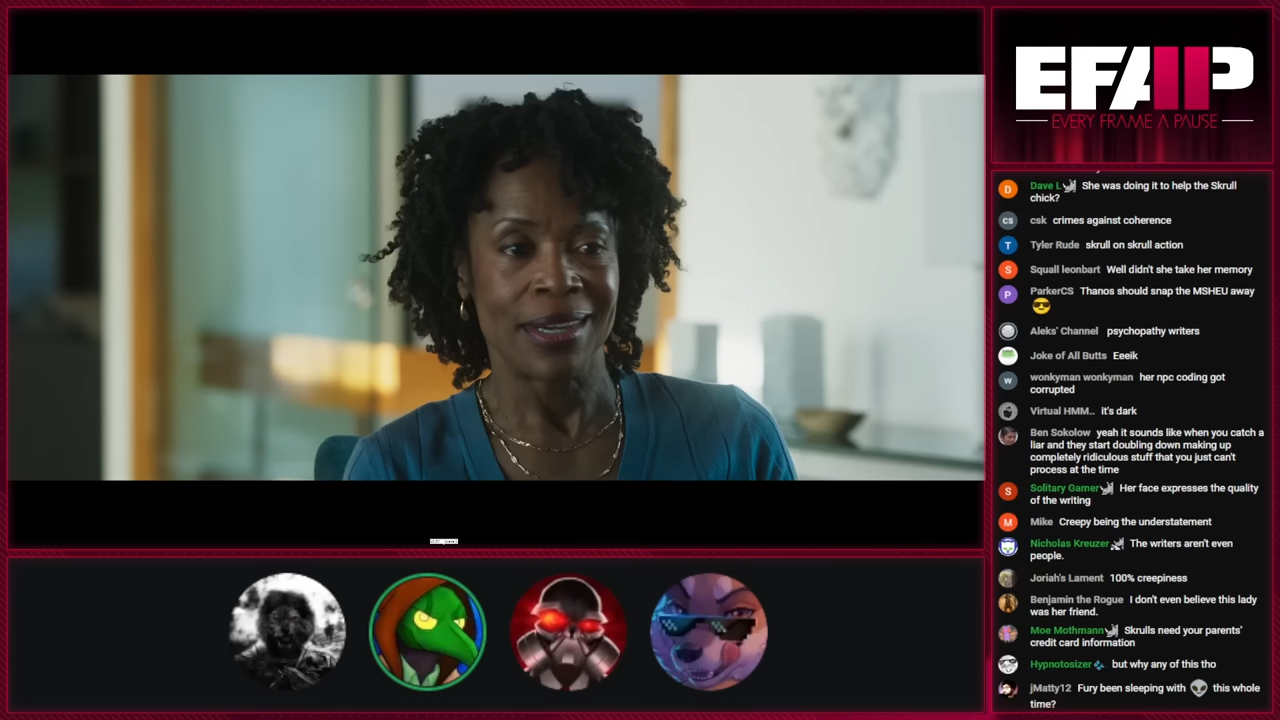 EFAP
EVERY FRAME A PAUSE
D Dave L She was doing it to help the Skrull
chick?
cs csk crimes against coherence
T Tyler Rude skrull on skrull action
S Squall leonbart Well didn't she take her memory
P ParkerCS Thanos should snap the MSHEU away
Aleks' Channel psychopathy writers
Joke of All Butts Eeeik
w wonkyman wonkyman her npc coding got
corrupted
Virtual HMM.. it's dark
Ben Sokolow yeah it sounds like when you catch a
liar and they start doubling down making up
completely ridiculous stuff that you just can't
process at the time
S Solitary Gamer Her face expresses the quality
of the writing
M Mike Creepy being the understatement
Nicholas Kreuzer The writers aren't even
people.
Joriah's Lament 100% creepiness
Benjamin the Rogue I don't even believe this lady
was her friend.
Moe Mothmann Skrulls need your parents'
credit card information
Hypnotosizer but why any of this tho
jMatty12 Fury been sleeping with this whole
time?